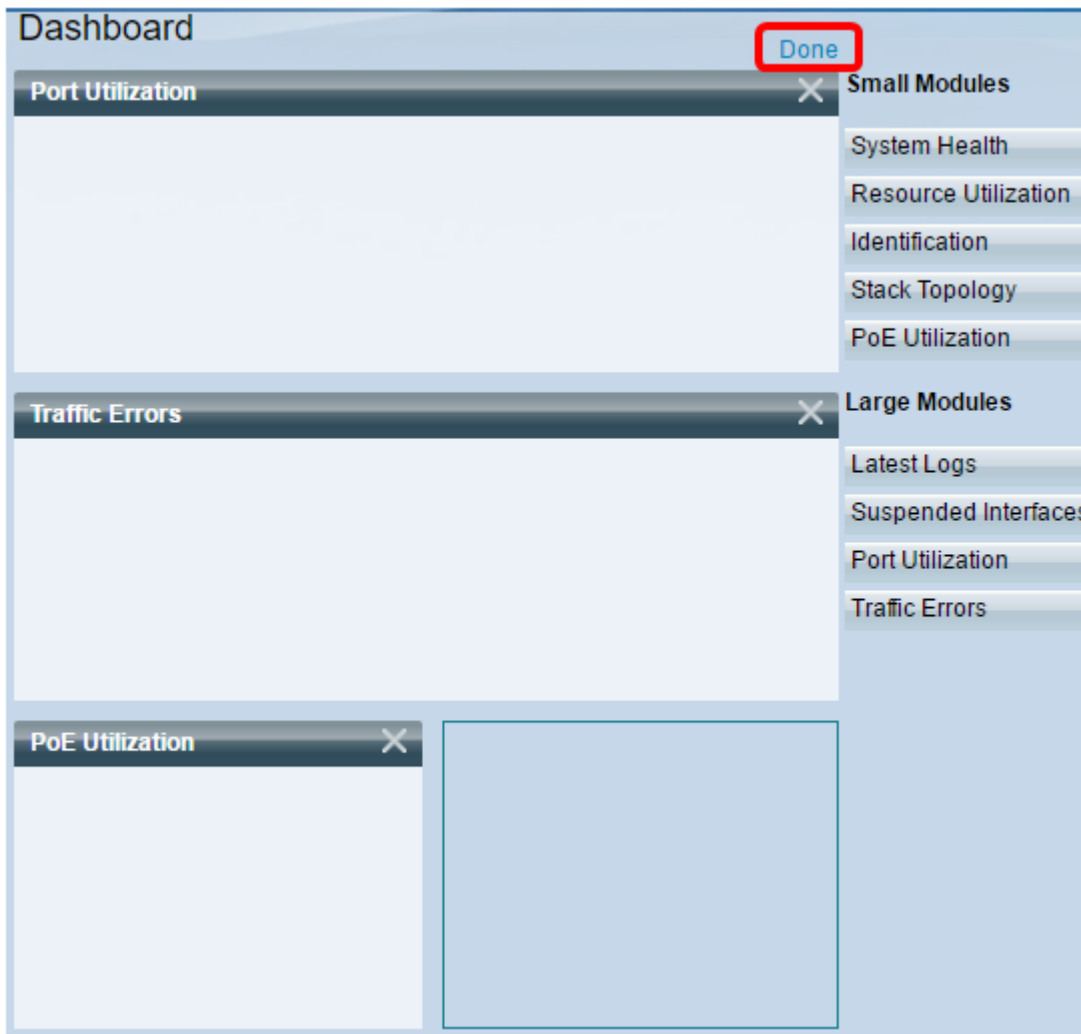 Dashboard
Done
Port Utilization
Small Modules
System Health
Resource Utilization
Identification
Stack Topology
PoE Utilization
Traffic Errors
Large Modules
Latest Logs
Suspended Interfaces
Port Utilization
Traffic Errors
PoE Utilization